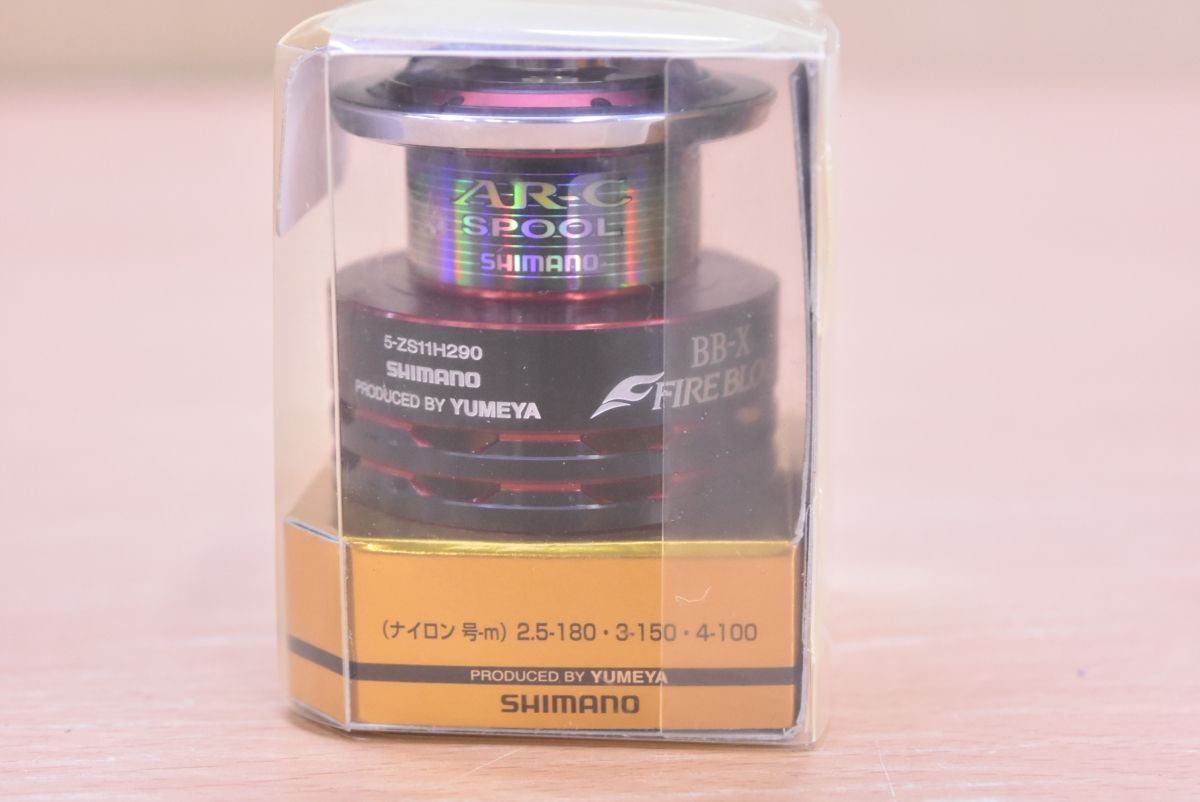 AR-C
SPOOL
SHIMANO
5-ZS11H290
SHIMANO
PRODUCED BY YUMEYA
BB-X
FIRE BLO
(ナイロン 号-m) 2.5-180・3-150・4-100
PRODUCED BY YUMEYA
SHIMANO